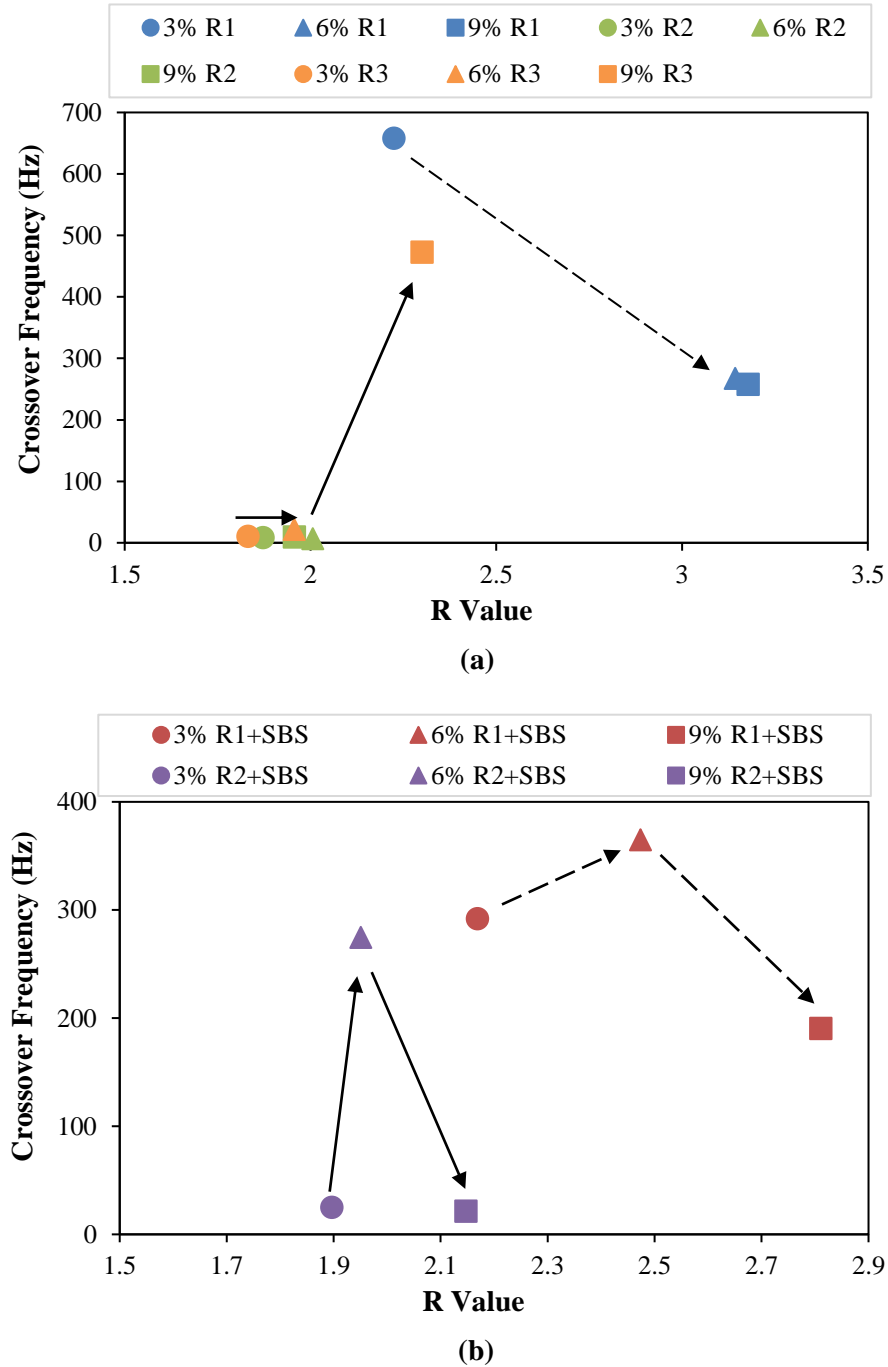 3% R1 6% R1 9% R1 3% R2 6% R2
9% R2 3% R3 6% R3 9% R3
700
600
500
400
300
200
100
0
Crossover Frequency (Hz)
1.5 2 2.5 3 3.5
R Value
(a)
3% R1+SBS 6% R1+SBS 9% R1+SBS
3% R2+SBS 6% R2+SBS 9% R2+SBS
400
300
200
100
0
Crossover Frequency (Hz)
1.5 1.7 1.9 2.1 2.3 2.5 2.7 2.9
R Value
(b)